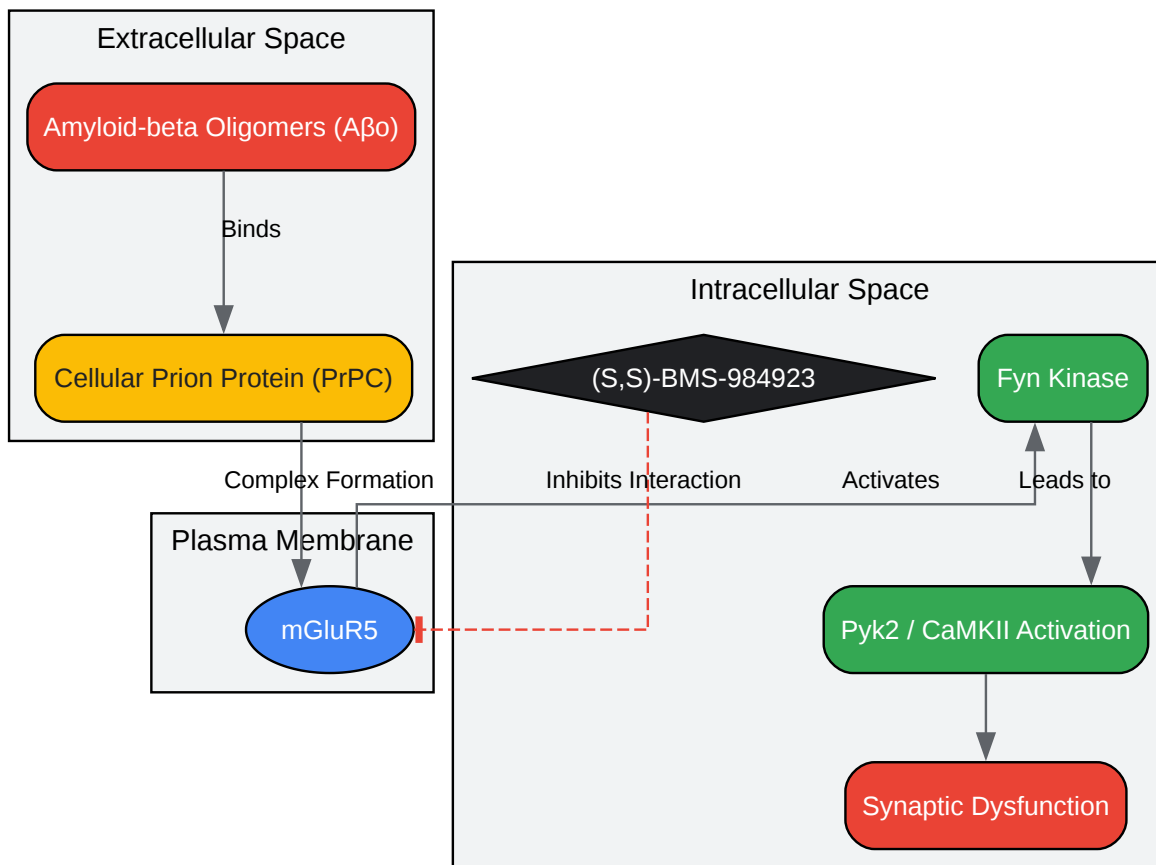 Extracellular Space
Amyloid-beta Oligomers (Aβo)
Binds
Cellular Prion Protein (PrPC)
Complex Formation
Plasma Membrane
mGluR5
Intracellular Space
(S,S)-BMS-984923
Fyn Kinase
Inhibits Interaction
Activates
Leads to
Pyk2 / CaMKII Activation
Synaptic Dysfunction